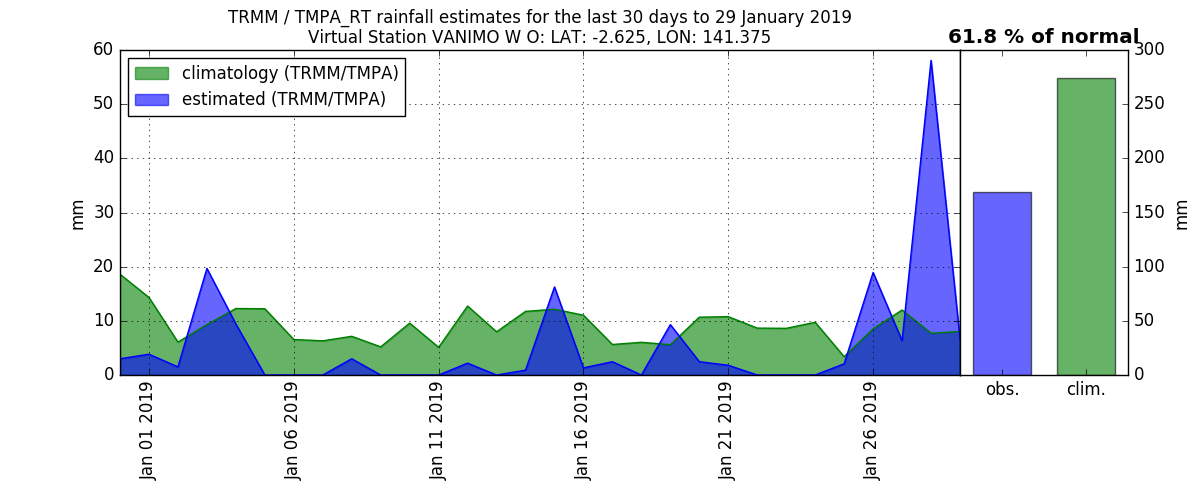 TRMM / TMPA_RT rainfall estimates for the last 30 days to 29 January 2019
Virtual Station VANIMO W O: LAT: -2.625, LON: 141.375
61.8 % of normal
climatology (TRMM/TMPA)
estimated (TRMM/TMPA)
60
50
40
30
20
10
0
mm
Jan 01 2019
Jan 06 2019
Jan 11 2019
Jan 16 2019
Jan 21 2019
Jan 26 2019
obs.
clim.
300
250
200
150
100
50
0
mm